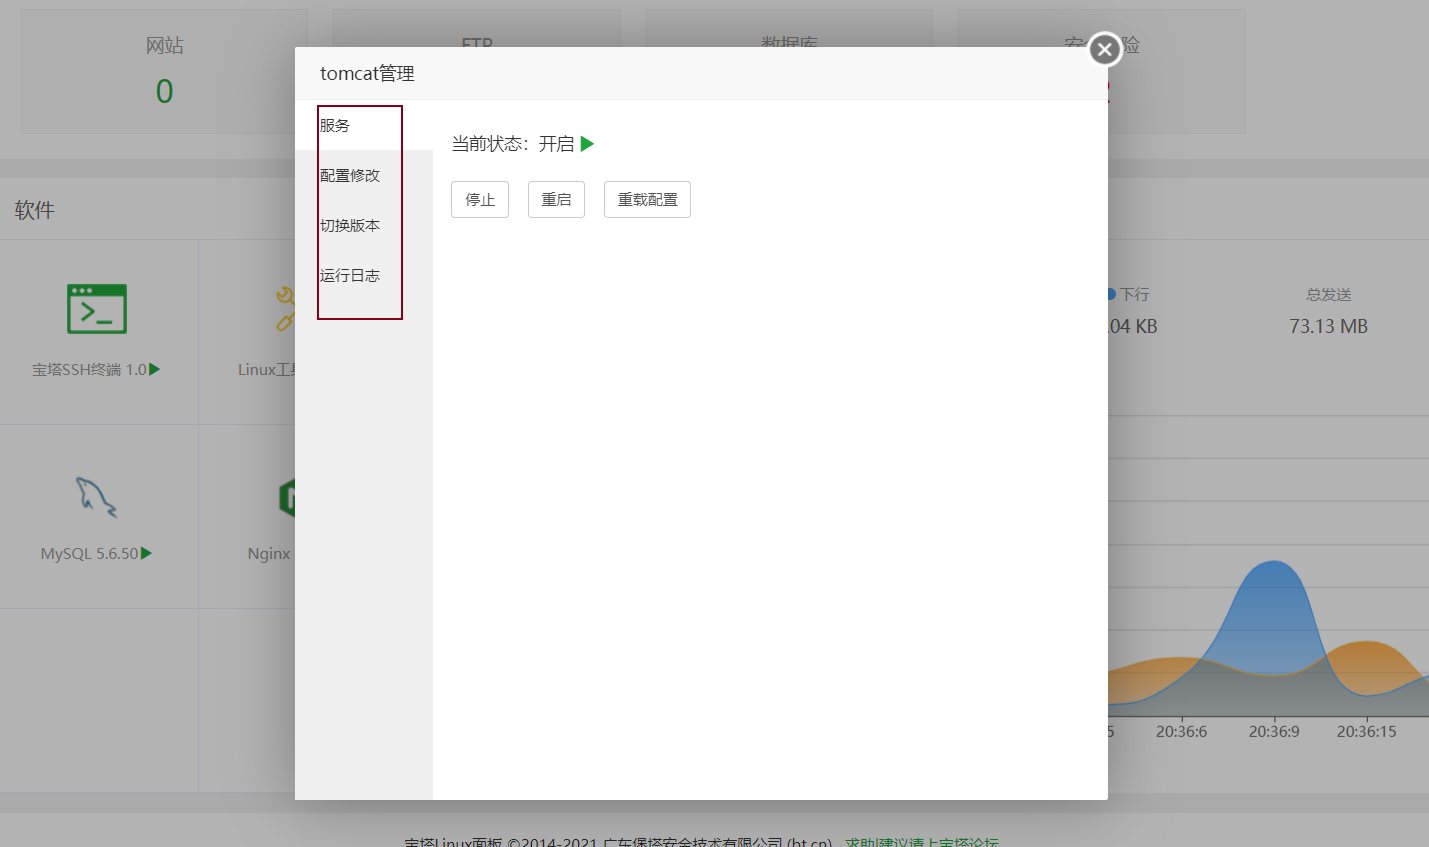 网站
0
FTP
数据库
tomcat管理
服务
配置修改
切换版本
运行日志
当前状态：开启
停止
重启
重载配置
软件
宝塔SSH终端 1.0
Linux工
MySQL 5.6.50
Nginx
下行
.04 KB
总发送
73.13 MB
5
20:36:6
20:36:9
20:36:15
宝塔Linux面板 ©2014-2021 广东堡塔安全技术有限公司 (bt.cn)
求助|建议请上宝塔论坛